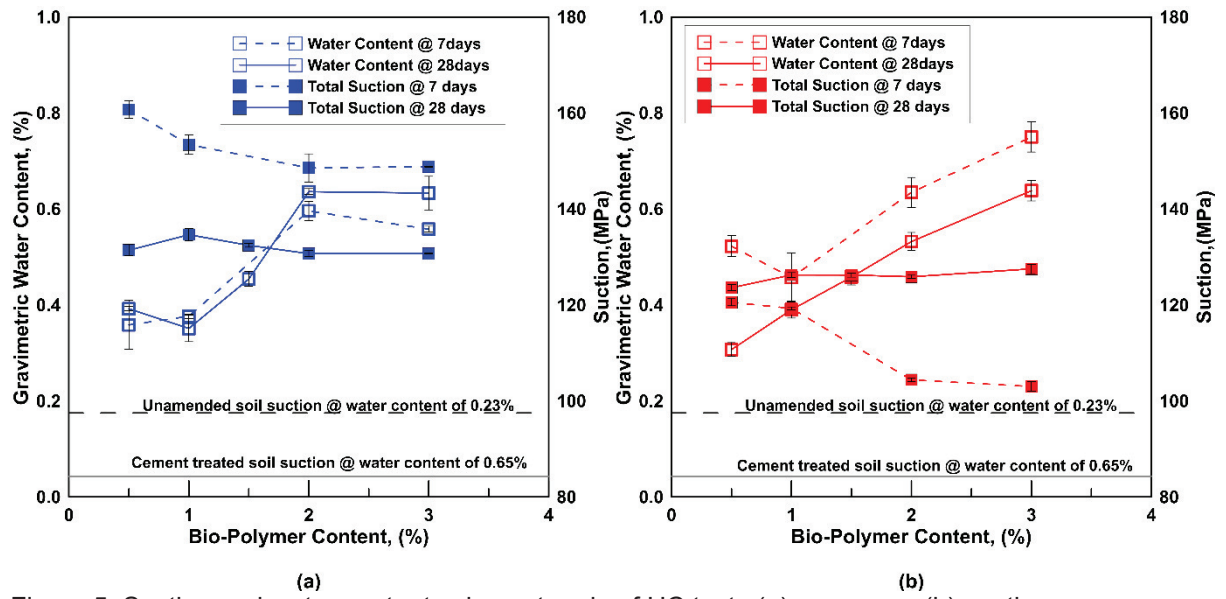 1.0
0.8
0.6
0.4
0.2
0.0
Gravimetric Water Content, (%)
180
160
140
120
100
80
Suction,(MPa)
Water Content @ 7days
Water Content @ 28days
Total Suction @ 7 days
Total Suction @ 28 days
Unamended soil suction @ water content of 0.23%
Cement treated soil suction @ water content of 0.65%
0 1 2 3 4
Bio-Polymer Content, (%)
(a)
1.0
0.8
0.6
0.4
0.2
0.0
Gravimetric Water Content, (%)
180
160
140
120
100
80
Suction,(MPa)
Water Content @ 7days
Water Content @ 28days
Total Suction @ 7 days
Total Suction @ 28 days
Unamended soil suction @ water content of 0.23%
Cement treated soil suction @ water content of 0.65%
0 1 2 3 4
Bio-Polymer Content, (%)
(b)